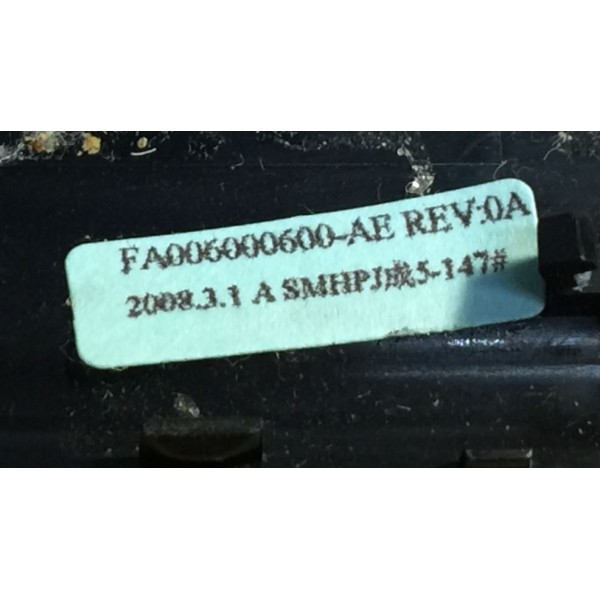 FA006000600-AE REV:0A
2008.3.1 A SMHPJ成5-147#